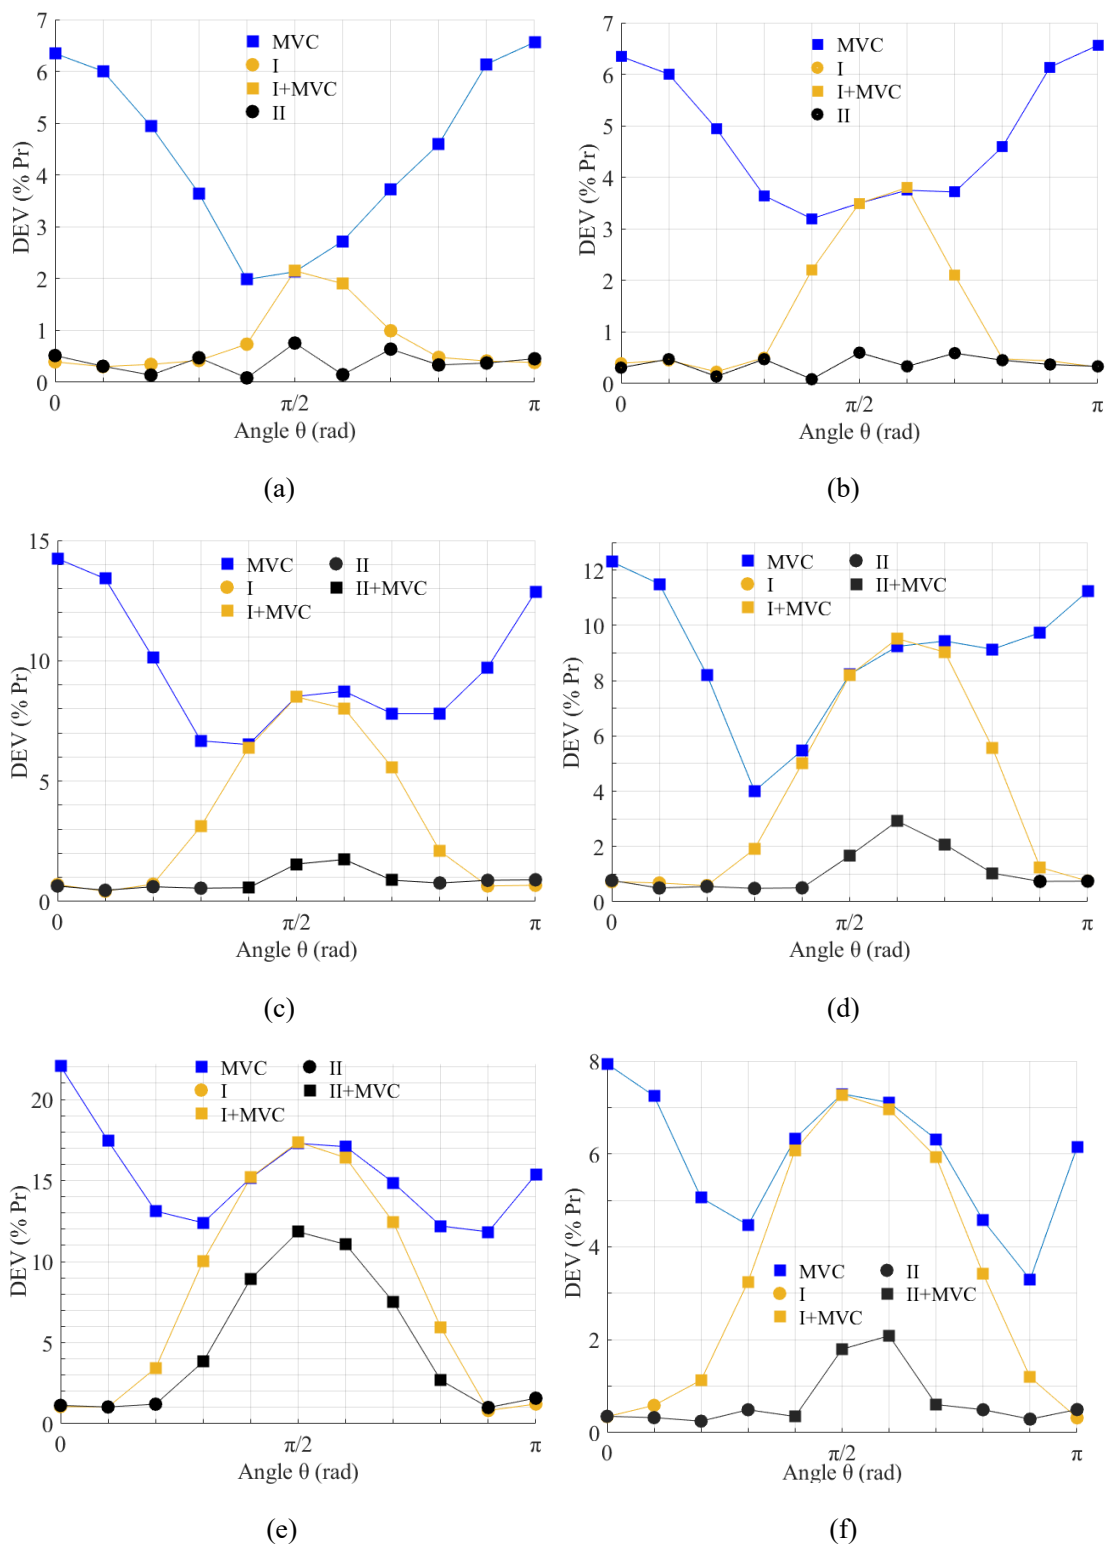 7
6
5
4
3
2
1
0
DEV (% Pr)
MVC
I
I+MVC
II
0 π/2 π
Angle θ (rad)
(a)
7
6
5
4
3
2
1
0
DEV (% Pr)
MVC
I
I+MVC
II
0 π/2 π
Angle θ (rad)
(b)
15
10
5
0
DEV (% Pr)
MVC II
I II+MVC
I+MVC
0 π/2 π
Angle θ (rad)
(c)
12
10
8
6
4
2
0
DEV (% Pr)
MVC II
I II+MVC
I+MVC
0 π/2 π
Angle θ (rad)
(d)
20
15
10
5
0
DEV (% Pr)
MVC II
I II+MVC
I+MVC
0 π/2 π
Angle θ (rad)
(e)
8
6
4
2
0
DEV (% Pr)
MVC II
I II+MVC
I+MVC
0 π/2 π
Angle θ (rad)
(f)